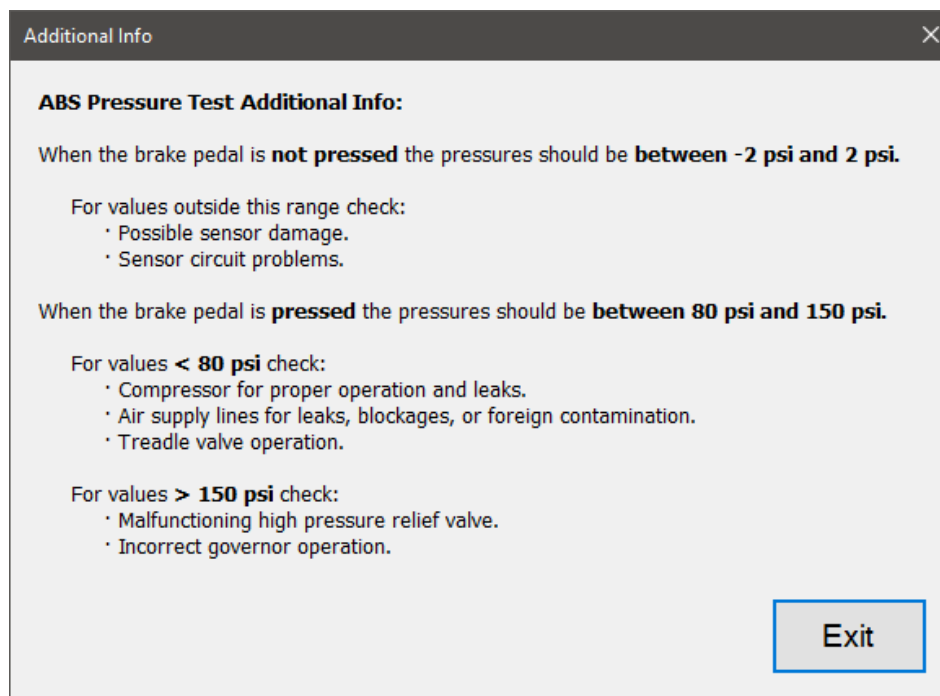 Additional Info
ABS Pressure Test Additional Info:
When the brake pedal is not pressed the pressures should be between -2 psi and 2 psi.
For values outside this range check:
· Possible sensor damage.
· Sensor circuit problems.
When the brake pedal is pressed the pressures should be between 80 psi and 150 psi.
For values < 80 psi check:
· Compressor for proper operation and leaks.
· Air supply lines for leaks, blockages, or foreign contamination.
· Treadle valve operation.
For values > 150 psi check:
· Malfunctioning high pressure relief valve.
· Incorrect governor operation.
Exit